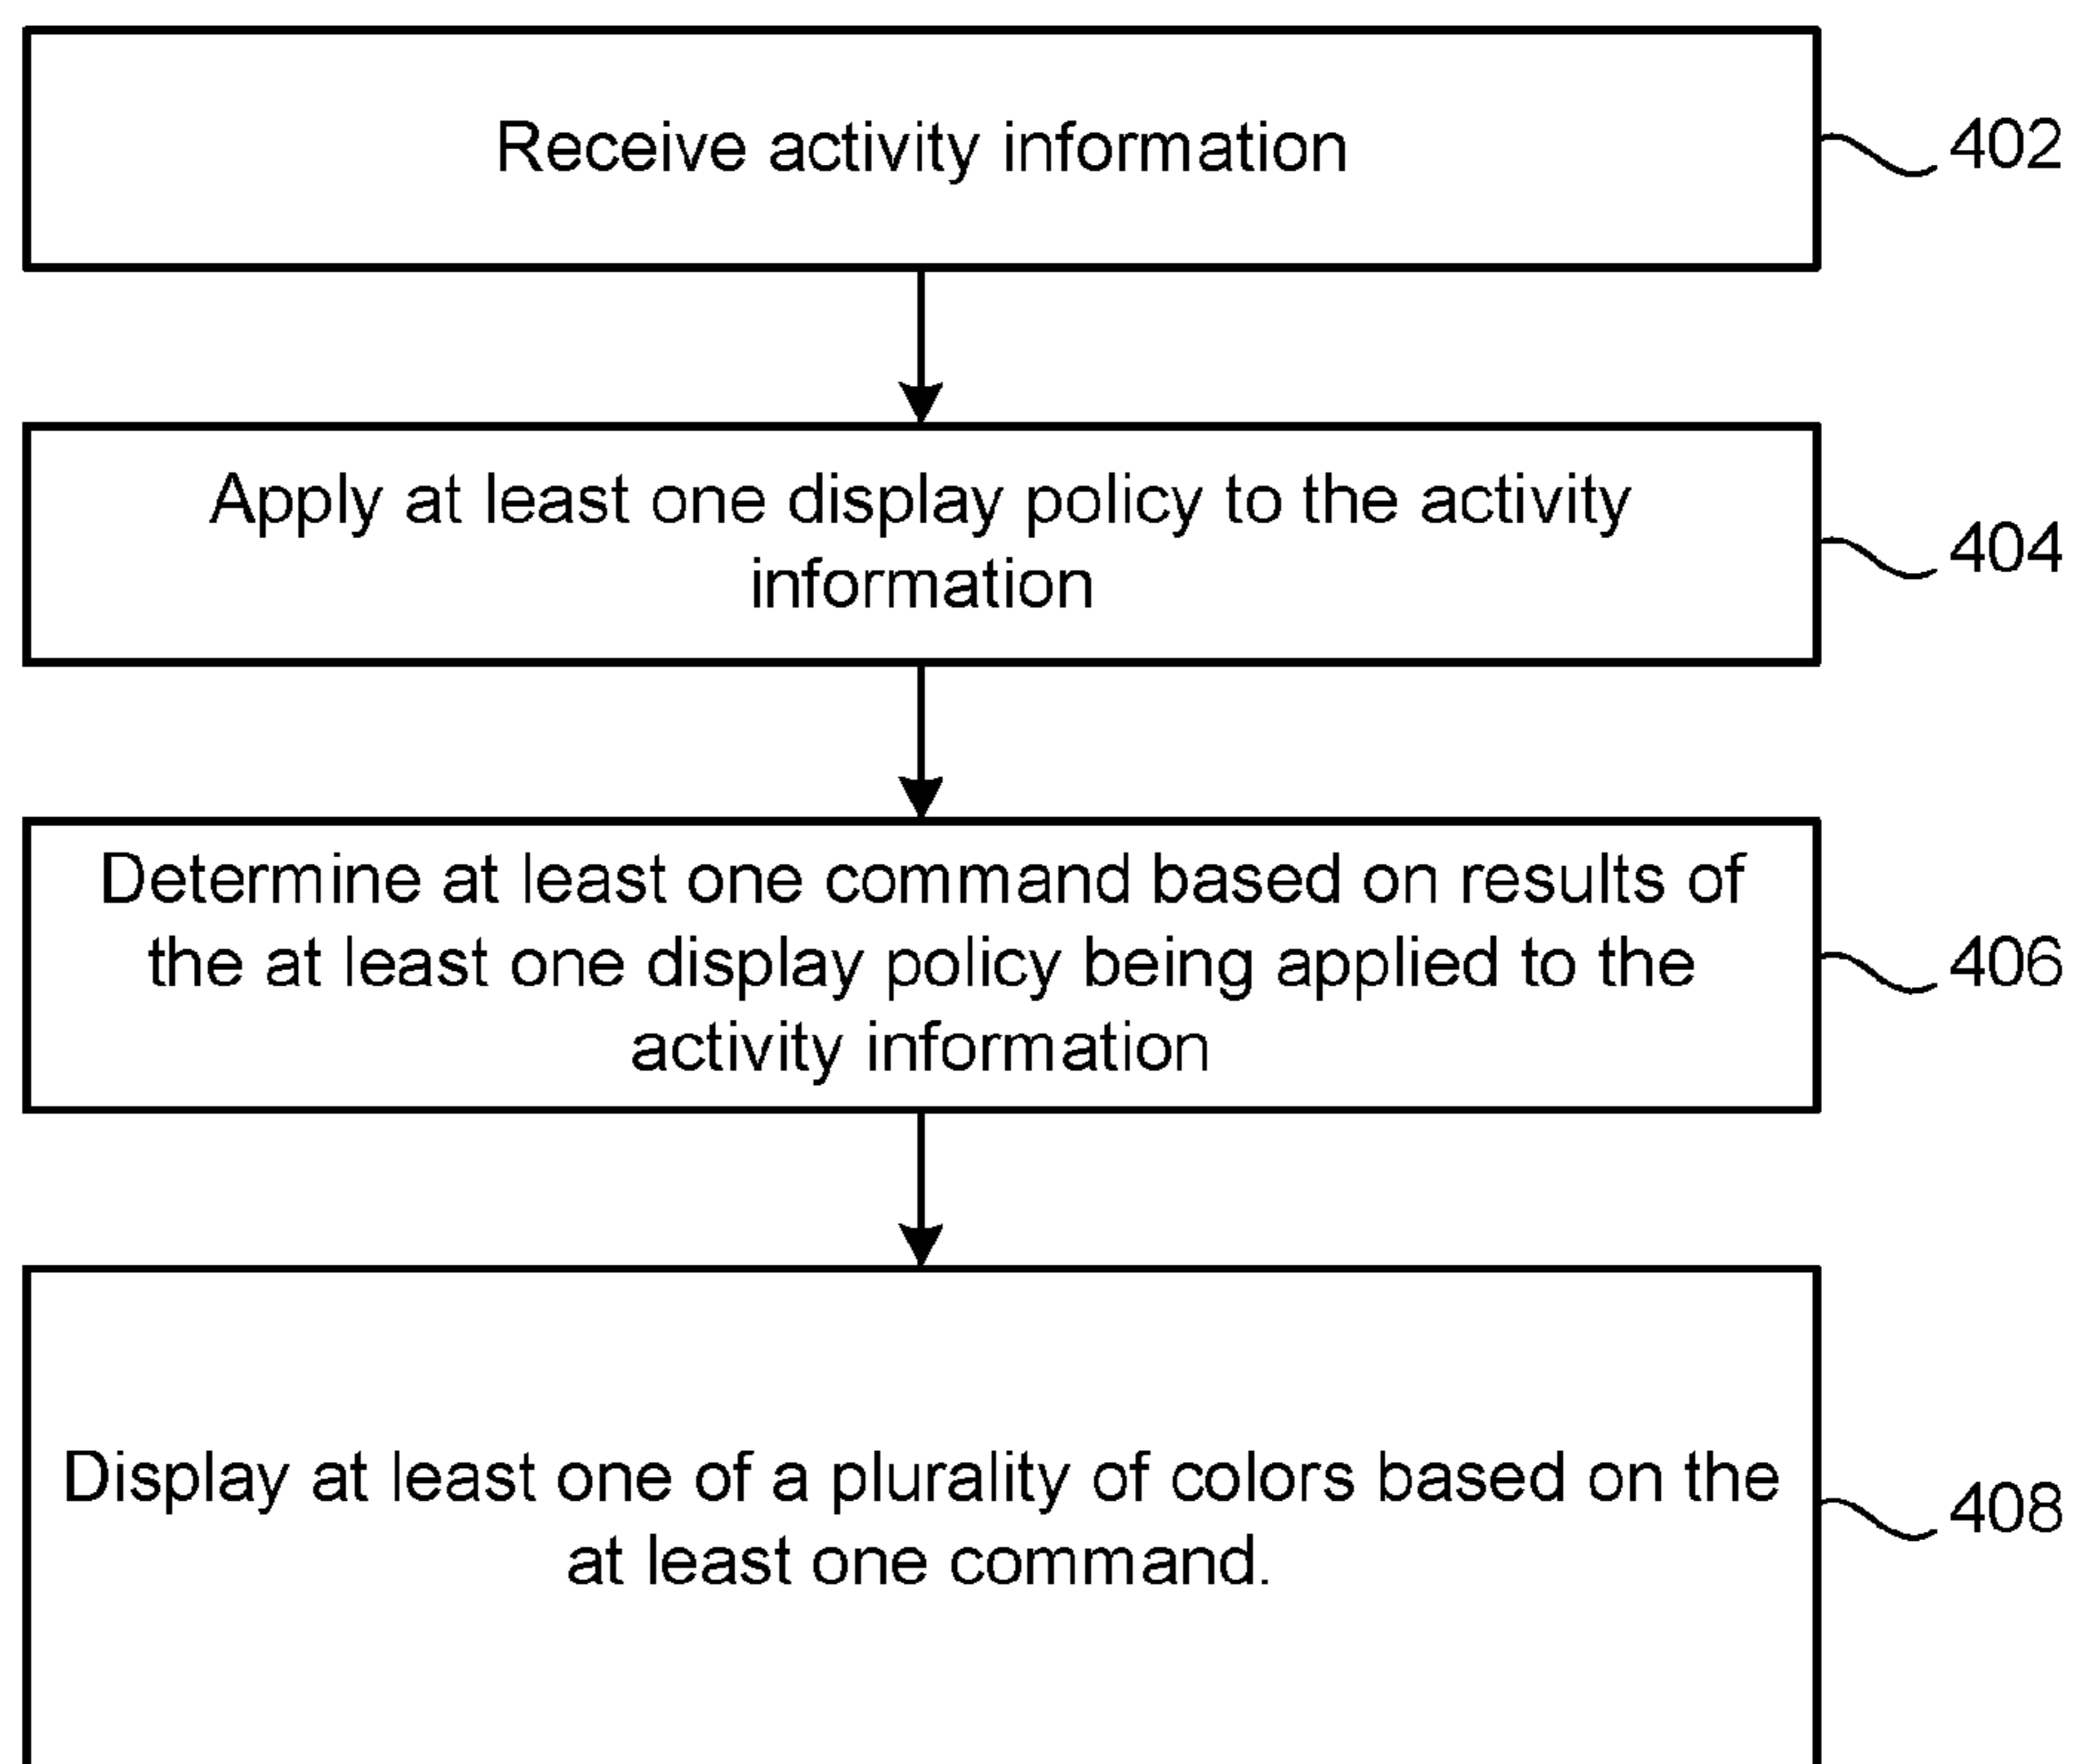 Receive activity information
402
Apply at least one display policy to the activity
information
404
Determine at least one command based on results of
the at least one display policy being applied to the
activity information
406
Display at least one of a plurality of colors based on the
at least one command.
408